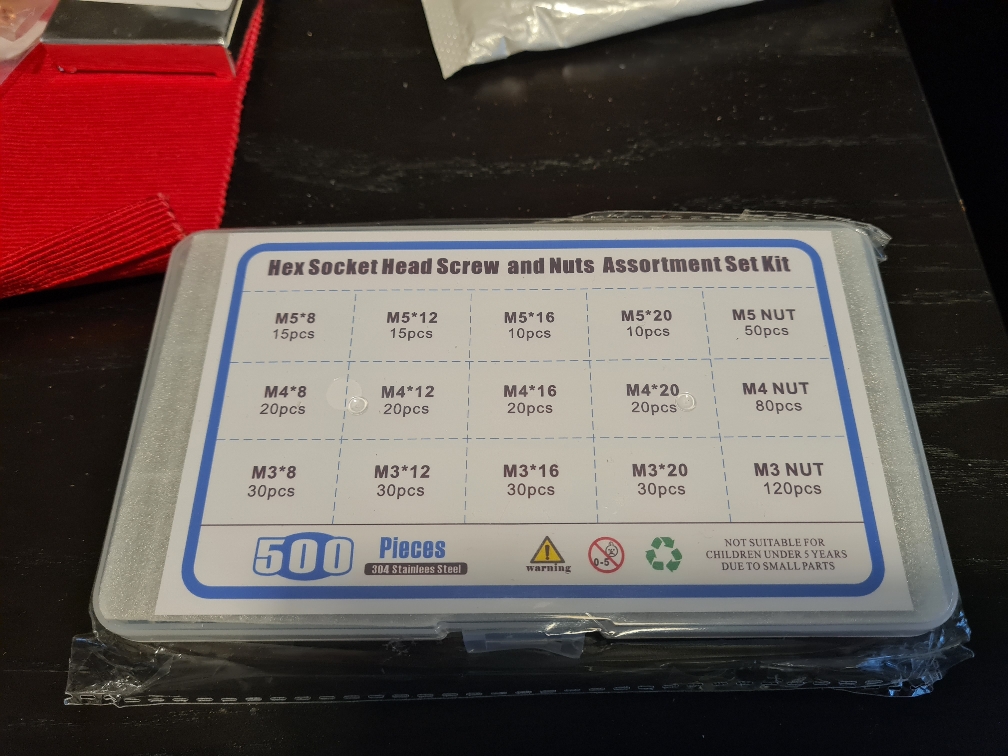 Hex Socket Head Screw and Nuts Assortment Set Kit
M5*8 M5*12 M5*16 M5*20 M5 NUT
15pcs 15pcs 10pcs 10pcs 50pcs
M4*8 M4*12 M4*16 M4*20 M4 NUT
20pcs 20pcs 20pcs 20pcs 80pcs
M3*8 M3*12 M3*16 M3*20 M3 NUT
30pcs 30pcs 30pcs 30pcs 120pcs
500 Pieces
304 Stainless Steel
warning
0-5
NOT SUITABLE FOR
CHILDREN UNDER 5 YEARS
DUE TO SMALL PARTS